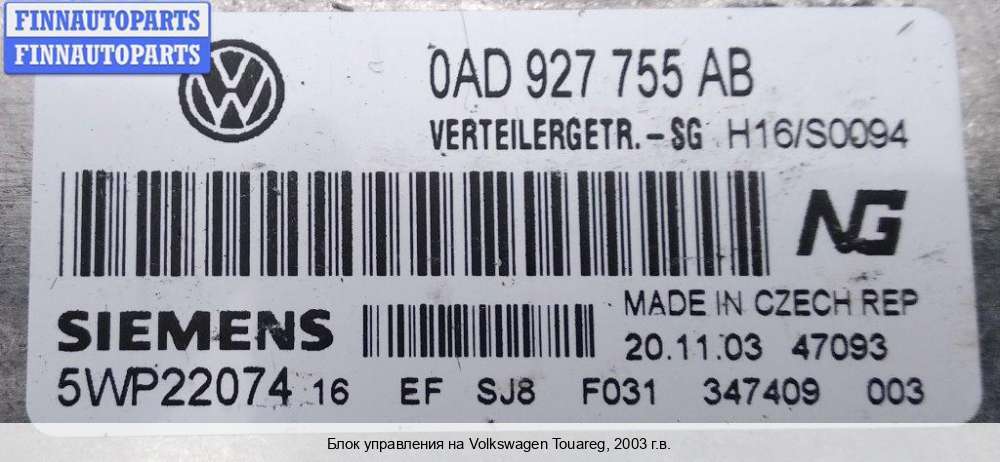 FINNAUTOPARTS
FINNAUTOPARTS
0AD 927 755 AB
VERTEILERGETR.-SG H16/S0094
NG
MADE IN CZECH REP
SIEMENS
20.11.03 47093
5WP22074 16 EF SJ8 F031 347409 003
Блок управления на Volkswagen Touareg, 2003 г.в.